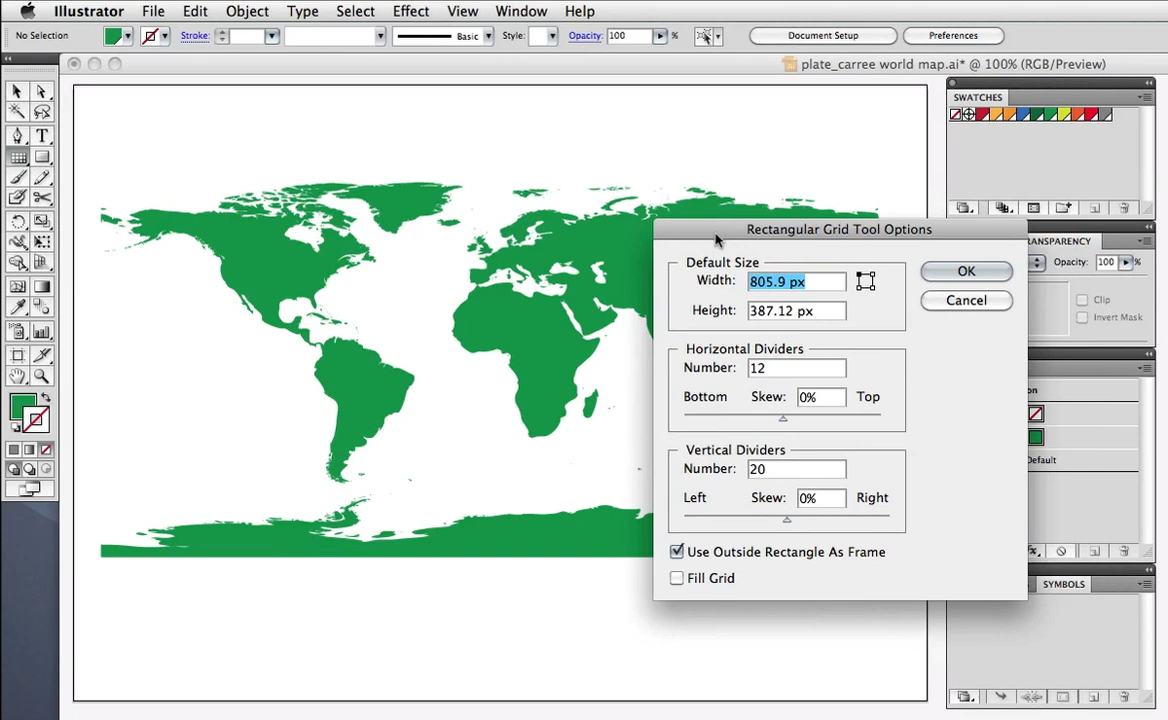 Illustrator File Edit Object Type Select Effect View Window Help
No Selection Stroke: Basic Style: Opacity: 100 % Document Setup Preferences
plate_carree world map.ai* @ 100% (RGB/Preview)
SWATCHES
Rectangular Grid Tool Options
RANSPARENCY
Default Size
Width: 805.9 px
Height: 387.12 px
OK
Cancel
Opacity: 100 %
Clip
Invert Mask
Horizontal Dividers
Number: 12
Bottom Skew: 0% Top
Vertical Dividers
Number: 20
Left Skew: 0% Right
Default
Use Outside Rectangle As Frame
Fill Grid
SYMBOLS